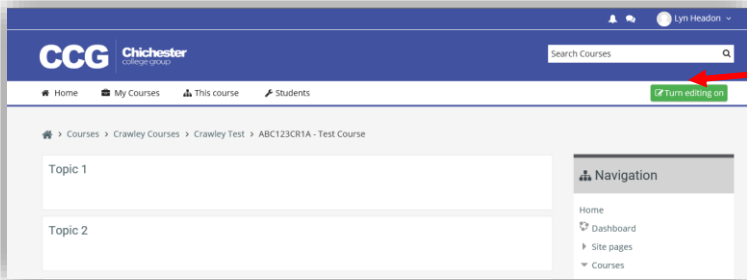 Lyn Headon
CCG Chichester
college group
Search Courses
Home My Courses This course Students
Turn editing on
Courses > Crawley Courses > Crawley Test > ABC123CR1A - Test Course
Topic 1
Navigation
Home
Topic 2
Dashboard
Site pages
Courses